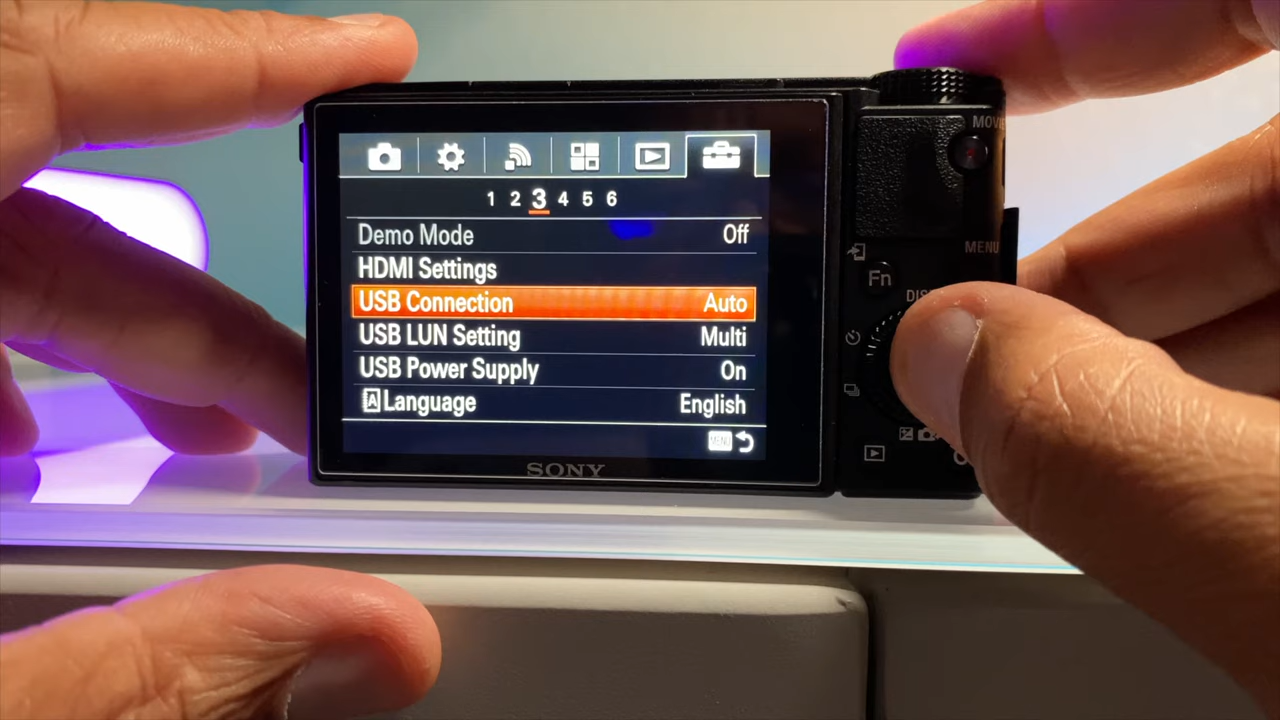 1 2 3 4 5 6
Demo Mode Off
HDMI Settings
USB Connection Auto
USB LUN Setting Multi
USB Power Supply On
A Language English
MENU
SONY
MENU
Fn